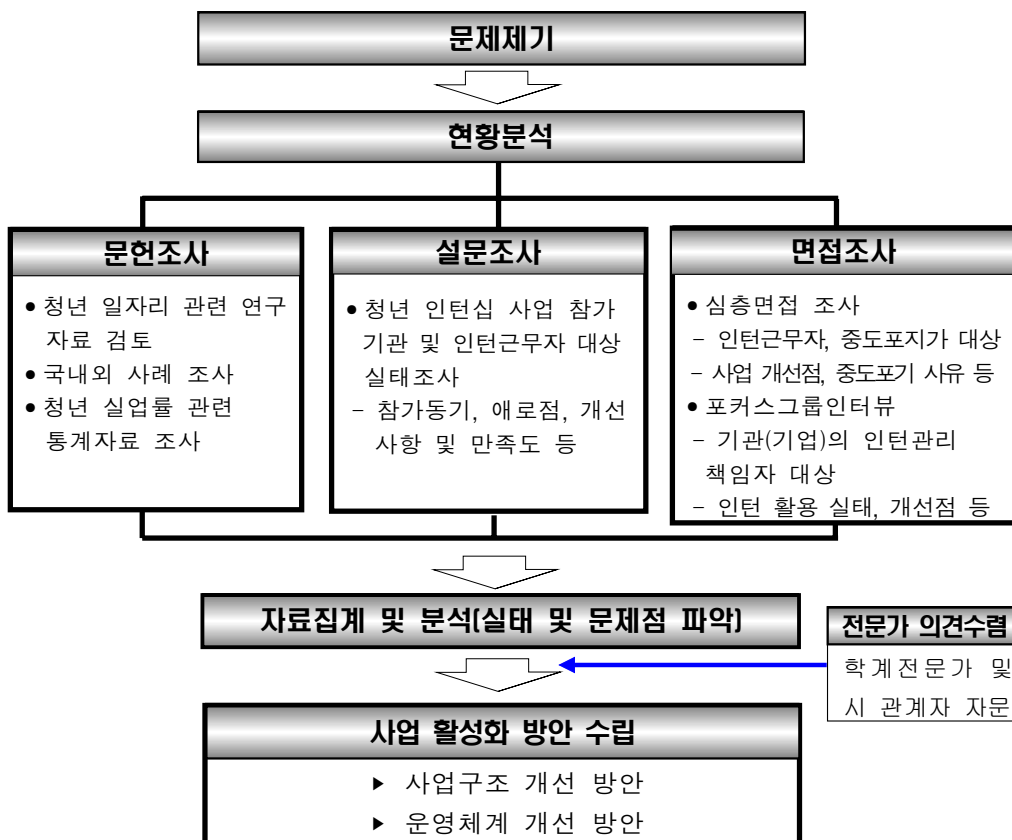 문제제기
현황분석
문헌조사
● 청년 일자리 관련 연구
자료 검토
● 국내외 사례 조사
● 청년 실업률 관련
통계자료 조사
설문조사
● 청년 인턴십 사업 참가
기관 및 인턴근무자 대상
실태조사
- 참가동기, 애로점, 개선
사항 및 만족도 등
면접조사
● 심층면접 조사
- 인턴근무자, 중도포지가 대상
- 사업 개선점, 중도포기 사유 등
● 포커스그룹인터뷰
- 기관(기업)의 인턴관리
책임자 대상
- 인턴 활용 실태, 개선점 등
자료집계 및 분석(실태 및 문제점 파악)
전문가 의견수렴
학계전문가 및
시 관계자 자문
사업 활성화 방안 수립
▶ 사업구조 개선 방안
▶ 운영체계 개선 방안